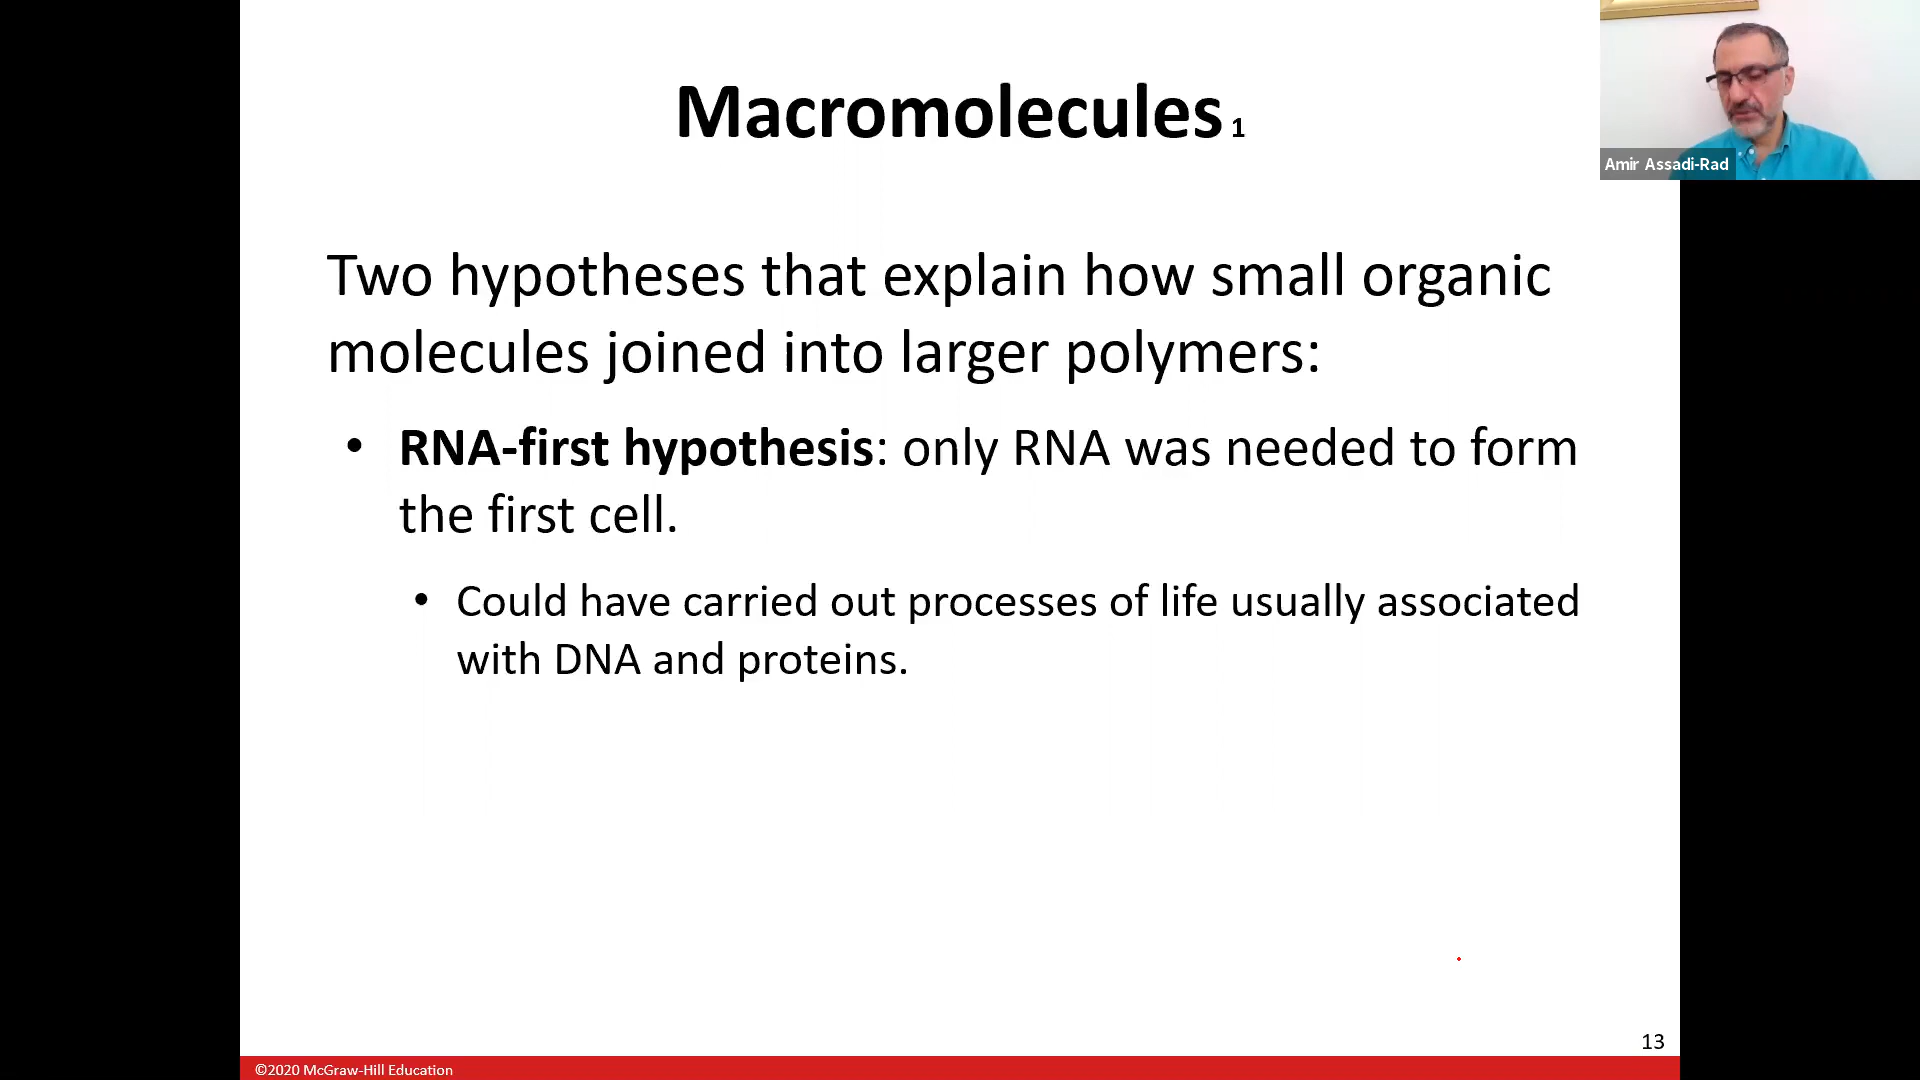 Macromolecules 1
Amir Assadi-Rad
Two hypotheses that explain how small organic
molecules joined into larger polymers:
• RNA-first hypothesis: only RNA was needed to form
the first cell.
• Could have carried out processes of life usually associated
with DNA and proteins.
13
©2020 McGraw-Hill Education